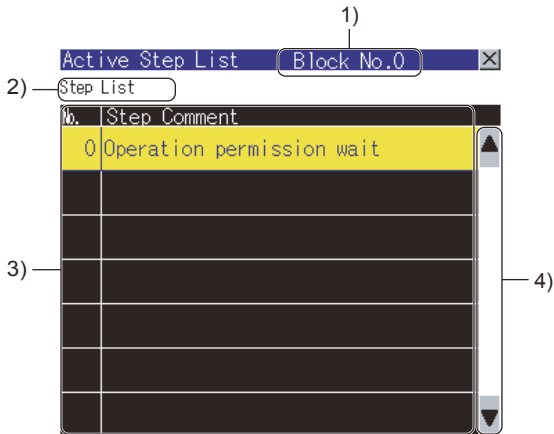 1)
Active Step List Block No.0 ×
2) Step List
No. Step Comment
0 Operation permission wait
3)
4)